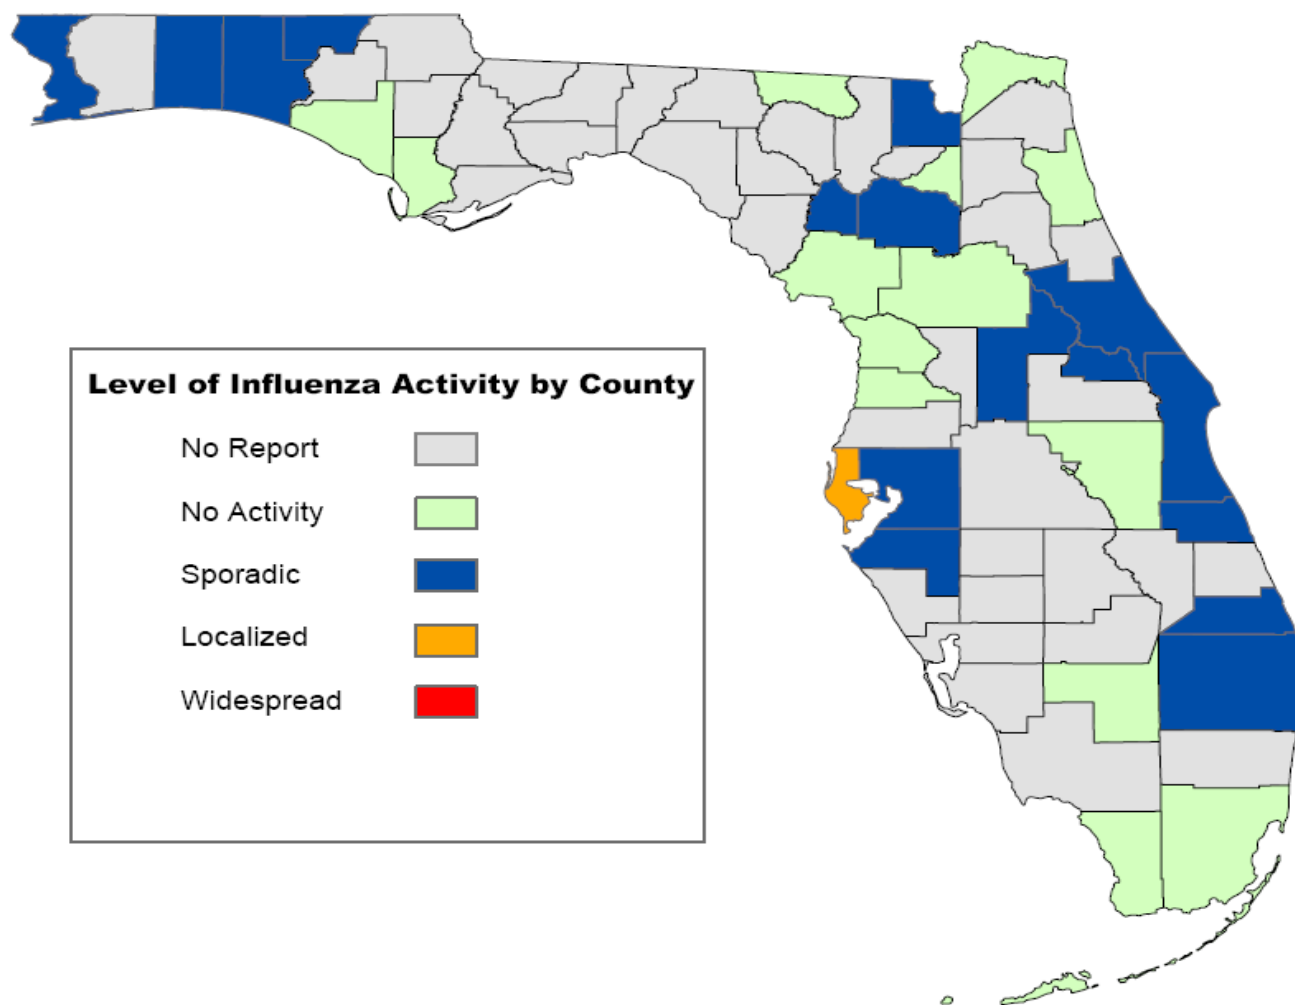 Level of Influenza Activity by County
No Report
No Activity
Sporadic
Localized
Widespread